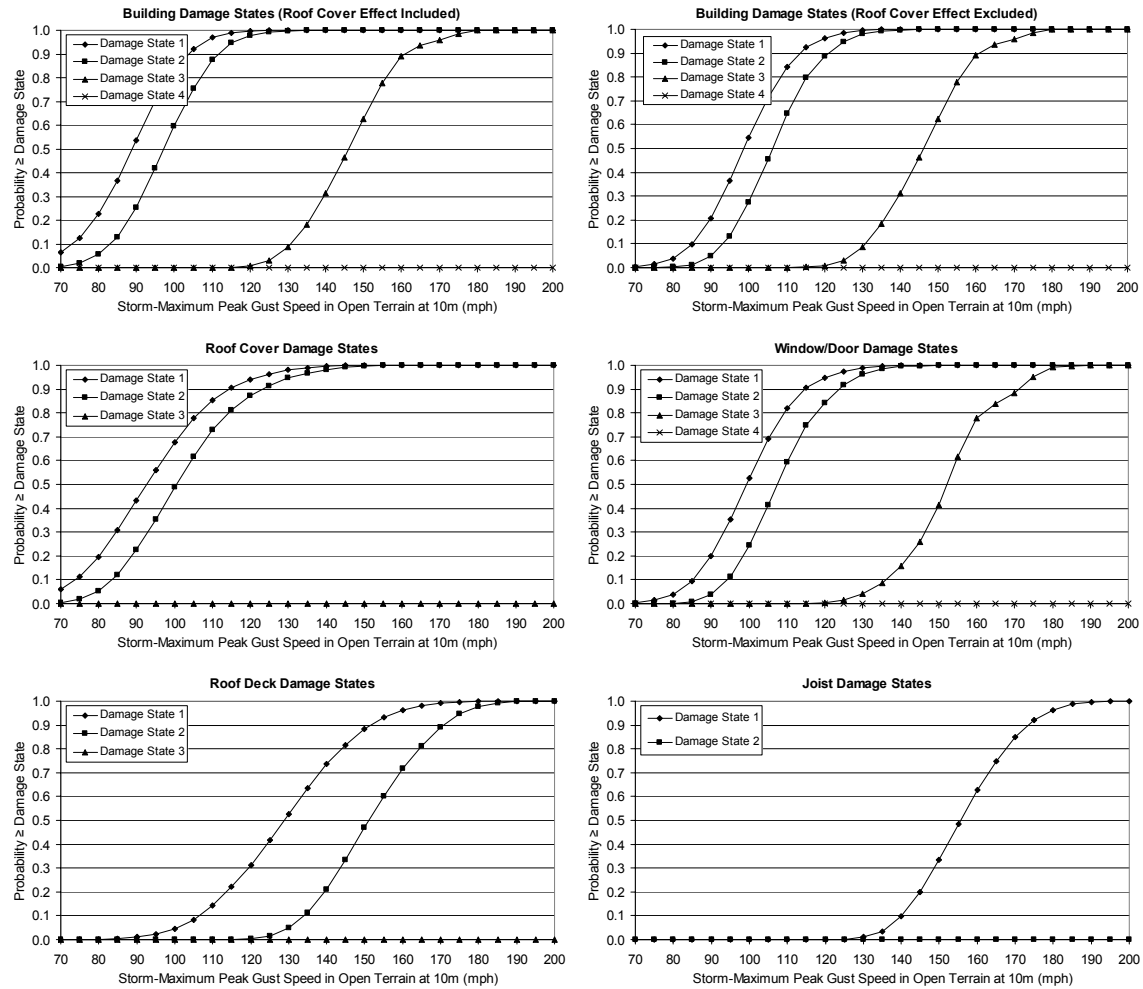 Building Damage States (Roof Cover Effect Included)
Probability ≥ Damage State
1.0
0.9
0.8
0.7
0.6
0.5
0.4
0.3
0.2
0.1
0.0
Damage State 1
Damage State 2
Damage State 3
Damage State 4
70 80 90 100 110 120 130 140 150 160 170 180 190 200
Storm-Maximum Peak Gust Speed in Open Terrain at 10m (mph)
Building Damage States (Roof Cover Effect Excluded)
Probability ≥ Damage State
1.0
0.9
0.8
0.7
0.6
0.5
0.4
0.3
0.2
0.1
0.0
Damage State 1
Damage State 2
Damage State 3
Damage State 4
70 80 90 100 110 120 130 140 150 160 170 180 190 200
Storm-Maximum Peak Gust Speed in Open Terrain at 10m (mph)
Roof Cover Damage States
Probability ≥ Damage State
1.0
0.9
0.8
0.7
0.6
0.5
0.4
0.3
0.2
0.1
0.0
Damage State 1
Damage State 2
Damage State 3
70 80 90 100 110 120 130 140 150 160 170 180 190 200
Storm-Maximum Peak Gust Speed in Open Terrain at 10m (mph)
Window/Door Damage States
Probability ≥ Damage State
1.0
0.9
0.8
0.7
0.6
0.5
0.4
0.3
0.2
0.1
0.0
Damage State 1
Damage State 2
Damage State 3
Damage State 4
70 80 90 100 110 120 130 140 150 160 170 180 190 200
Storm-Maximum Peak Gust Speed in Open Terrain at 10m (mph)
Roof Deck Damage States
Probability ≥ Damage State
1.0
0.9
0.8
0.7
0.6
0.5
0.4
0.3
0.2
0.1
0.0
Damage State 1
Damage State 2
Damage State 3
70 80 90 100 110 120 130 140 150 160 170 180 190 200
Storm-Maximum Peak Gust Speed in Open Terrain at 10m (mph)
Joist Damage States
Probability ≥ Damage State
1.0
0.9
0.8
0.7
0.6
0.5
0.4
0.3
0.2
0.1
0.0
Damage State 1
Damage State 2
70 80 90 100 110 120 130 140 150 160 170 180 190 200
Storm-Maximum Peak Gust Speed in Open Terrain at 10m (mph)